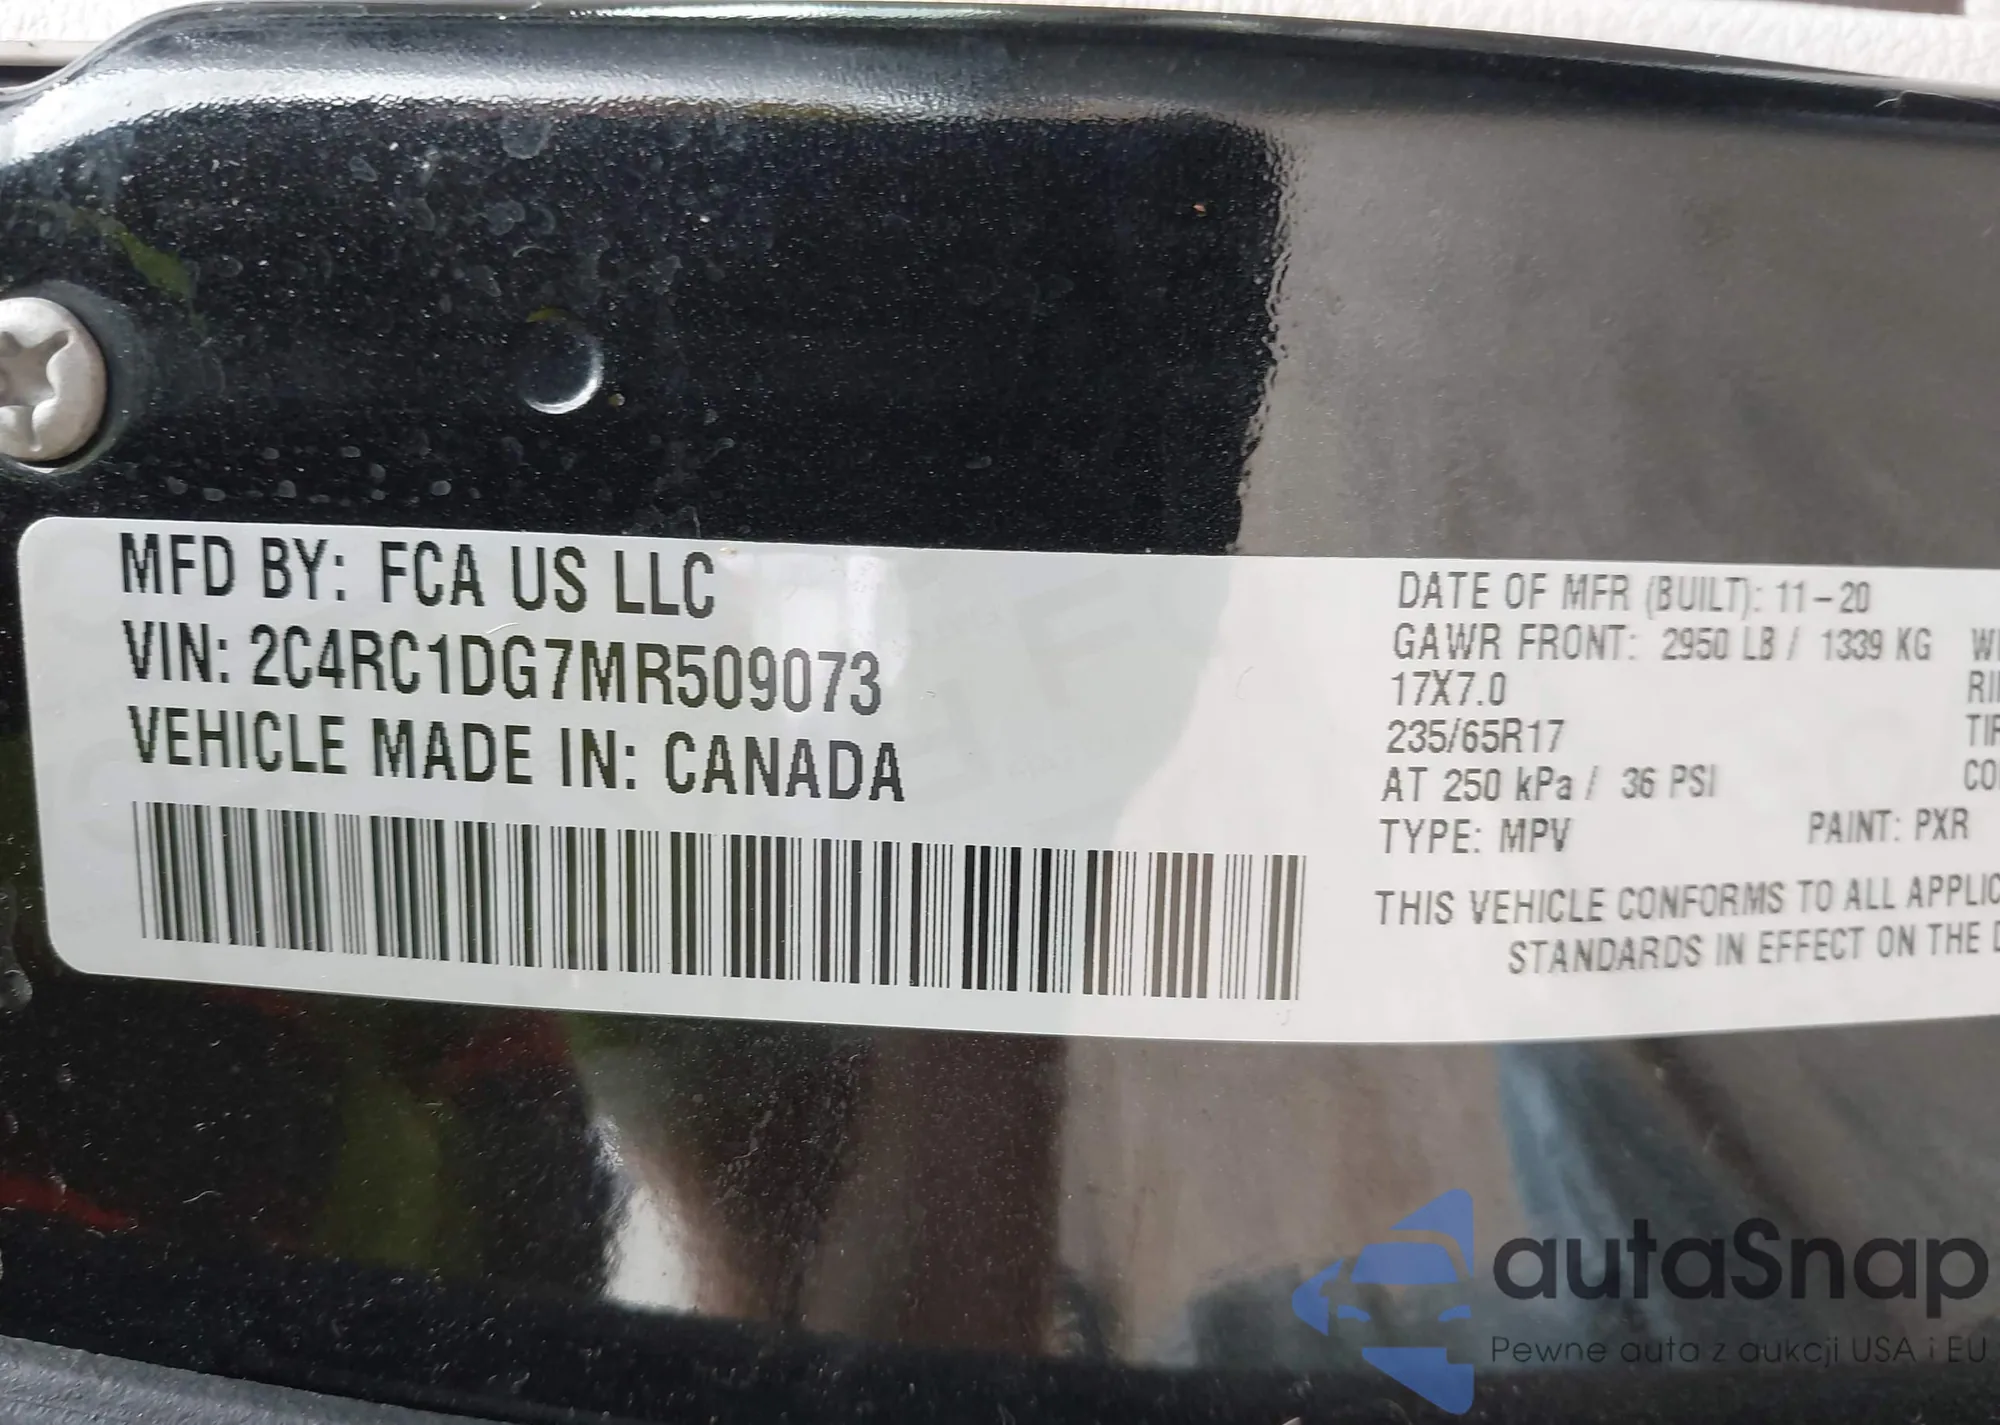 MFD BY: FCA US LLC
VIN: 2C4RC1DG7MR509073
VEHICLE MADE IN: CANADA
DATE OF MFR (BUILT): 11-20
GAWR FRONT: 2950 LB / 1339 KG
17X7.0
235/65R17
AT 250 kPa / 36 PSI
TYPE: MPV PAINT: PXR
THIS VEHICLE CONFORMS TO ALL
STANDARDS IN EFFECT ON THE
autaSnap
Pewne auta z aukcji USA i EU